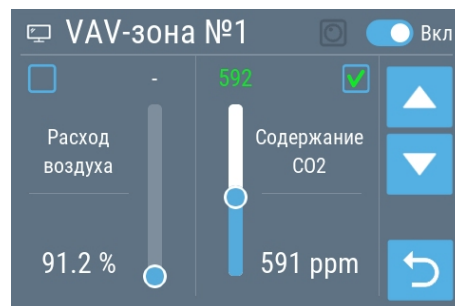 VAV-зона №1
Вкл
-
592
Расход
воздуха
Содержание
CO2
91.2 %
591 ppm